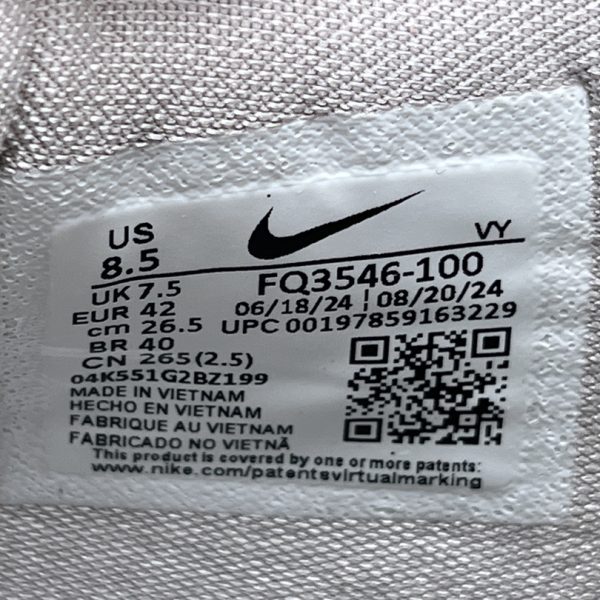 US
8.5
VY
UK 7.5
FQ3546-100
EUR 42
06/18/24 | 08/20/24
cm 26.5
UPC 00197859163229
BR 40
CN 265(2.5)
04K551G2BZ199
MADE IN VIETNAM
HECHO EN VIETNAM
FABRIQUE AU VIETNAM
FABRICADO NO VIETNÃ
This product is covered by one or more patents:
www.nike.com/patentsvirtualmarking